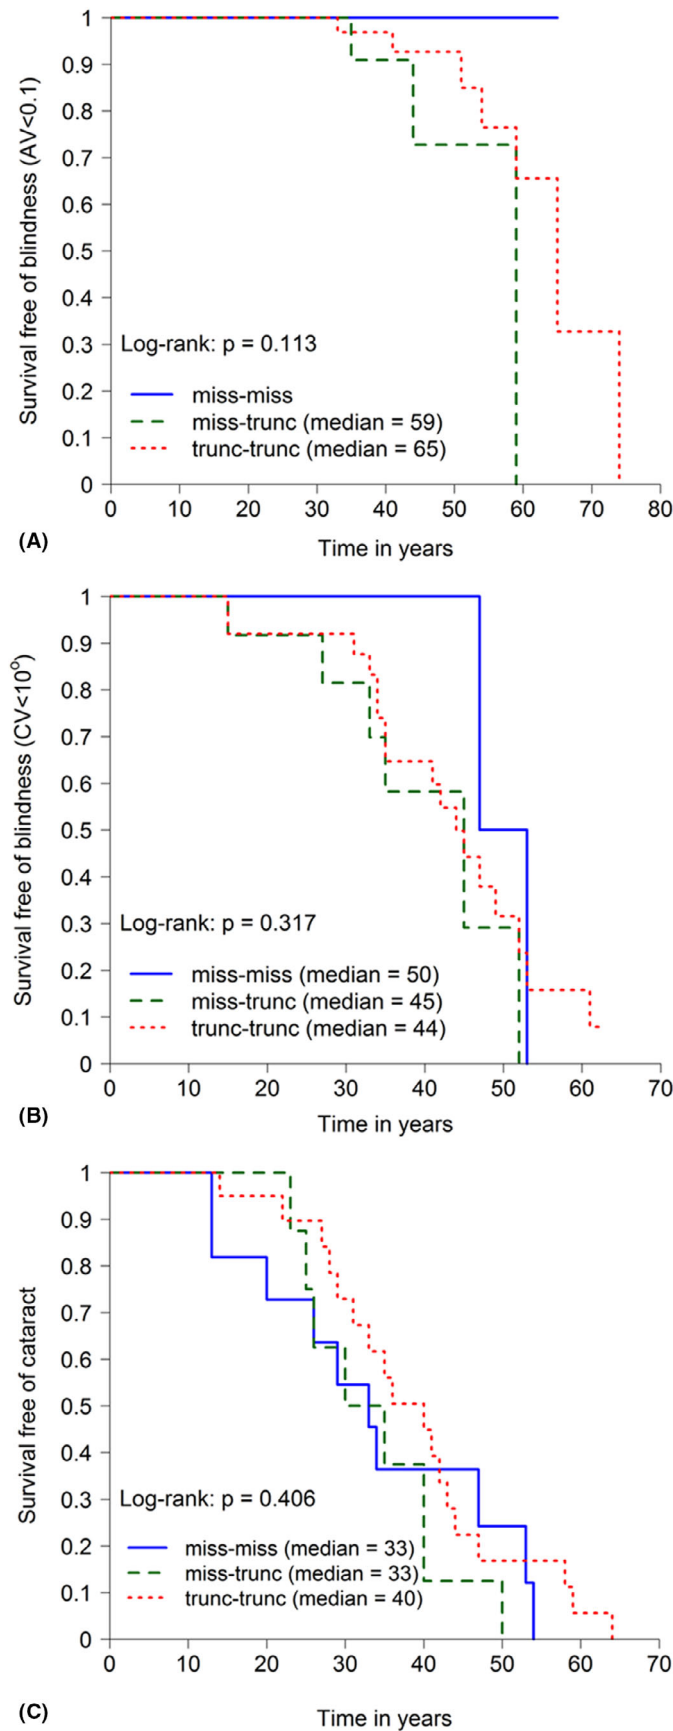 Survival free of blindness (AV<0.1)
1
0.9
0.8
0.7
0.6
0.5
0.4
0.3
0.2
0.1
0
Log-rank: p = 0.113
miss-miss
miss-trunc (median = 59)
trunc-trunc (median = 65)
0 10 20 30 40 50 60 70 80
(A)
Time in years
Survival free of blindness (CV<10°)
1
0.9
0.8
0.7
0.6
0.5
0.4
0.3
0.2
0.1
0
Log-rank: p = 0.317
miss-miss (median = 50)
miss-trunc (median = 45)
trunc-trunc (median = 44)
0 10 20 30 40 50 60 70
(B)
Time in years
Survival free of cataract
1
0.9
0.8
0.7
0.6
0.5
0.4
0.3
0.2
0.1
0
Log-rank: p = 0.406
miss-miss (median = 33)
miss-trunc (median = 33)
trunc-trunc (median = 40)
0 10 20 30 40 50 60 70
(C)
Time in years